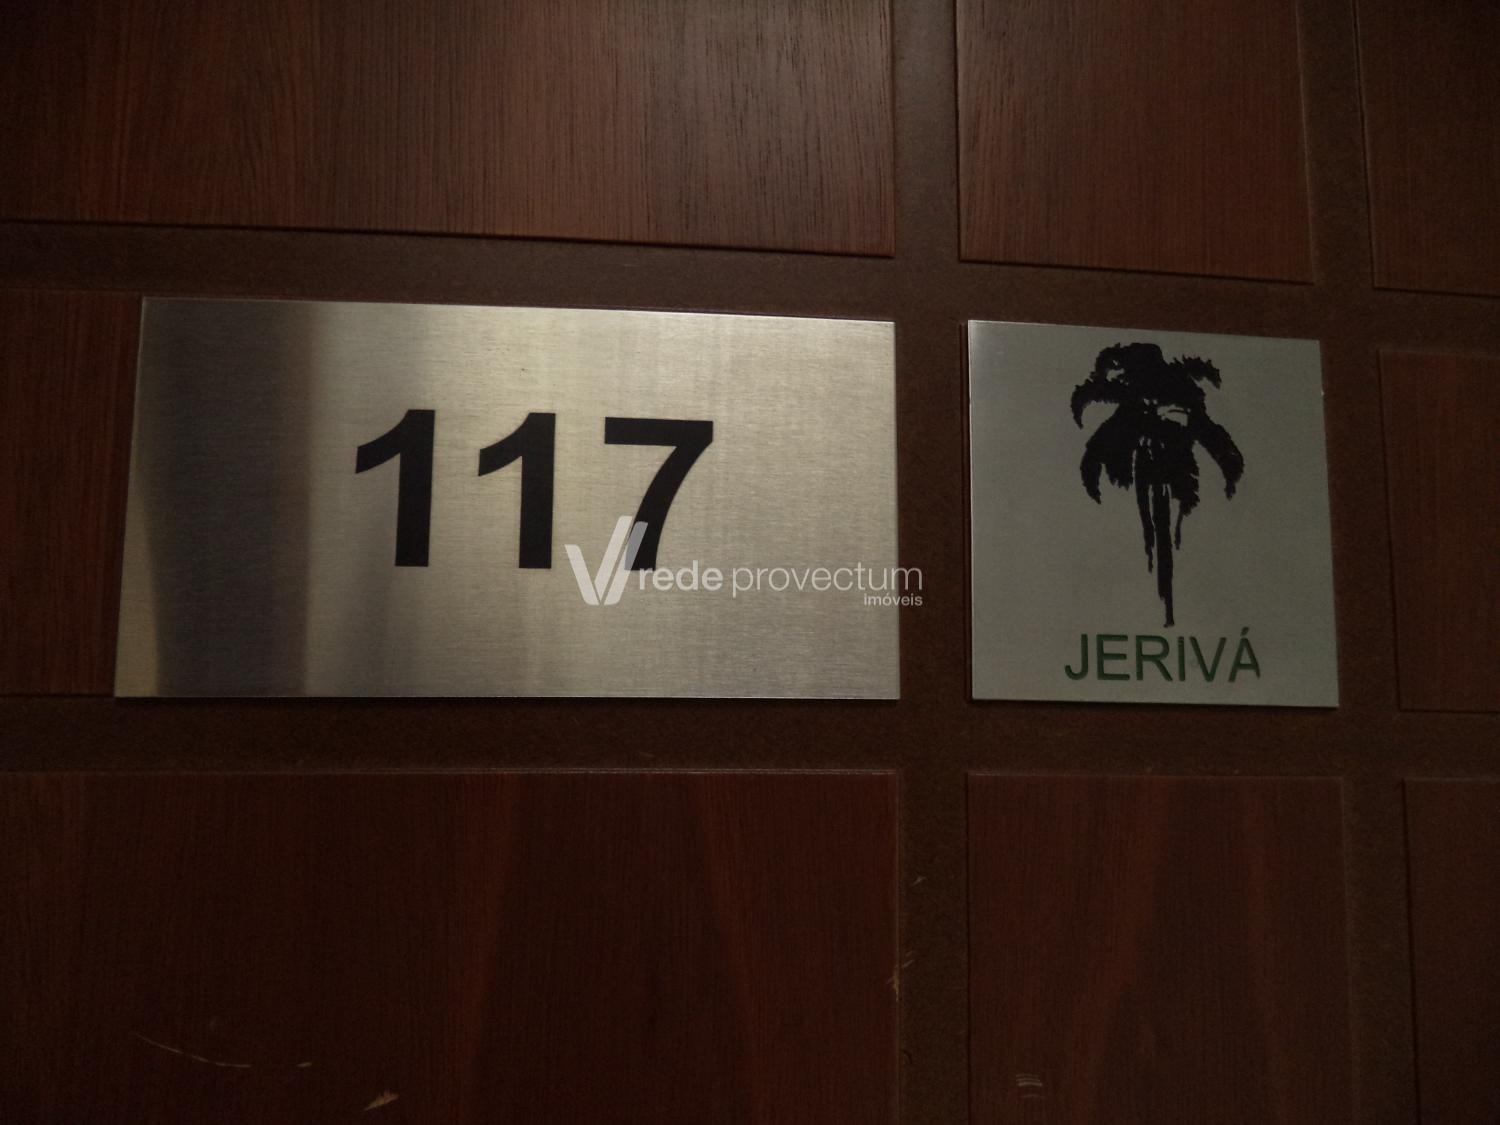 117
rede provectum
imóveis
JERIVÁ